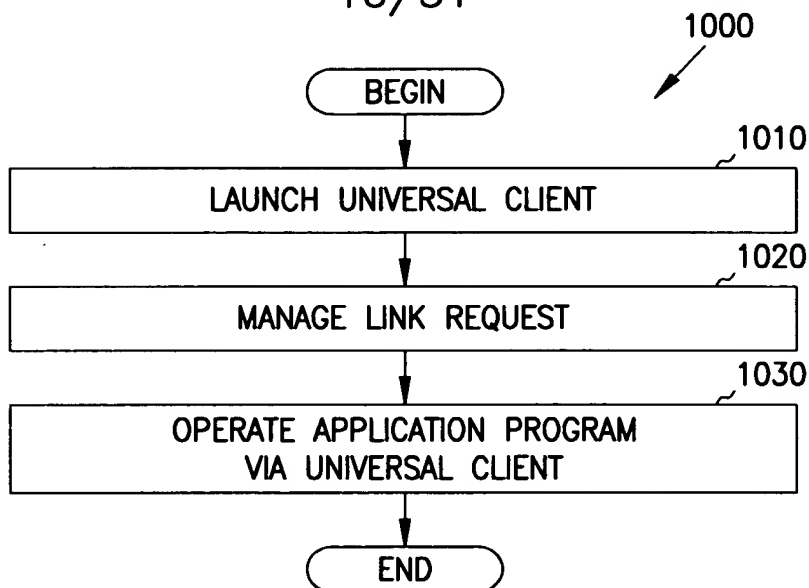 1000
BEGIN
1010
LAUNCH UNIVERSAL CLIENT
1020
MANAGE LINK REQUEST
1030
OPERATE APPLICATION PROGRAM
VIA UNIVERSAL CLIENT
END